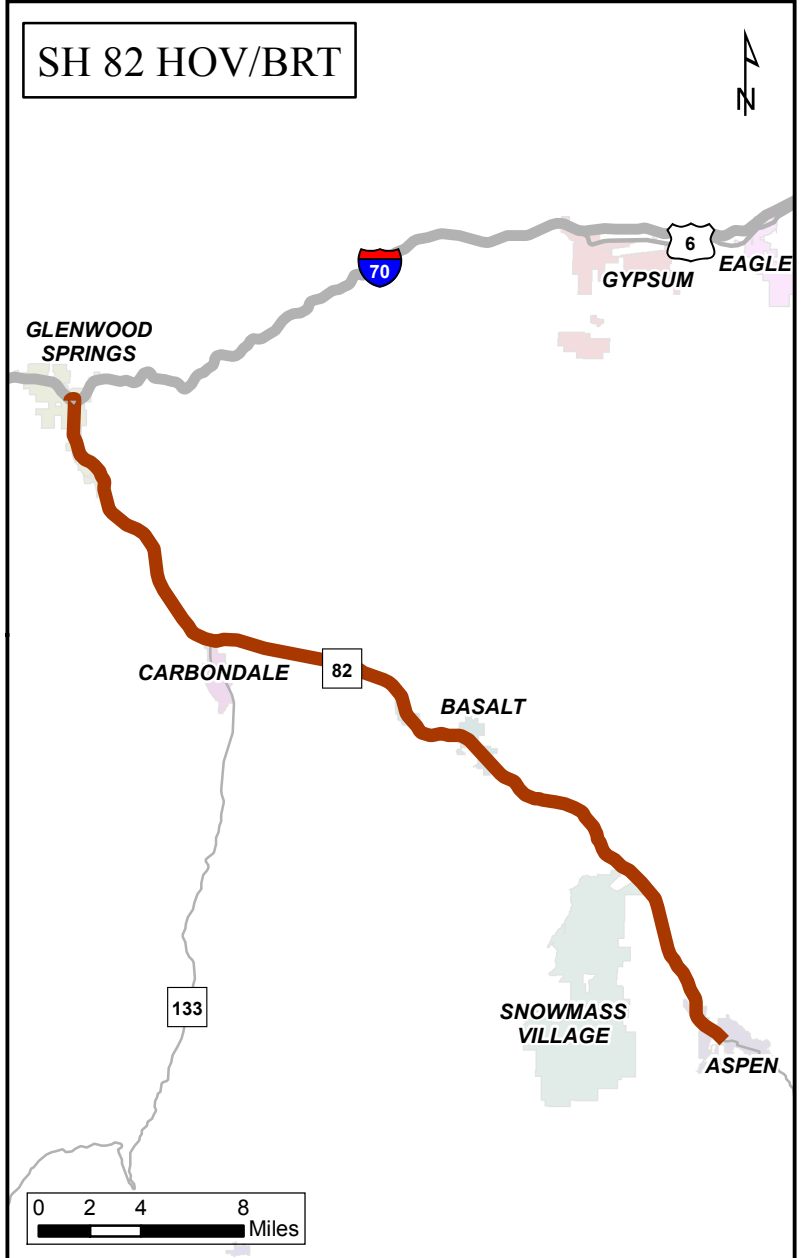 SH 82 HOV/BRT
N
6
EAGLE
70
GYPSUM
GLENWOOD
SPRINGS
CARBONDALE
82
BASALT
133
SNOWMASS
VILLAGE
ASPEN
0 2 4 8
Miles